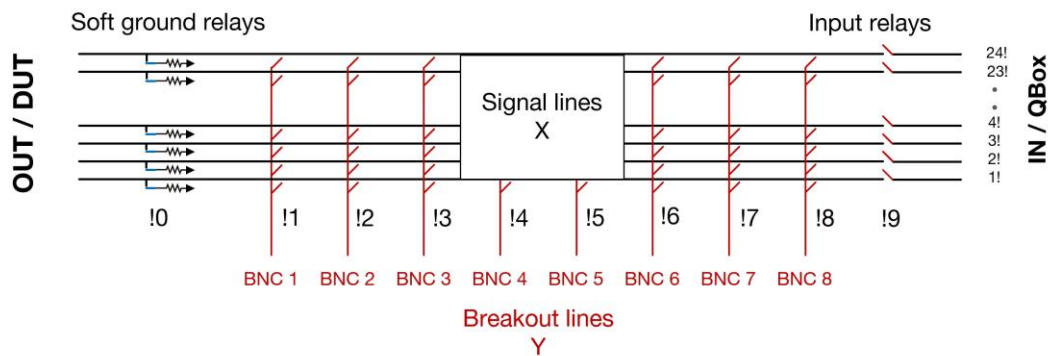 Soft ground relays
Input relays
OUT / DUT
IN / QBox
24!
23!
4!
3!
2!
1!
Signal lines
X
!0
!1
!2
!3
!4
!5
!6
!7
!8
!9
BNC 1
BNC 2
BNC 3
BNC 4
BNC 5
BNC 6
BNC 7
BNC 8
Breakout lines
Y